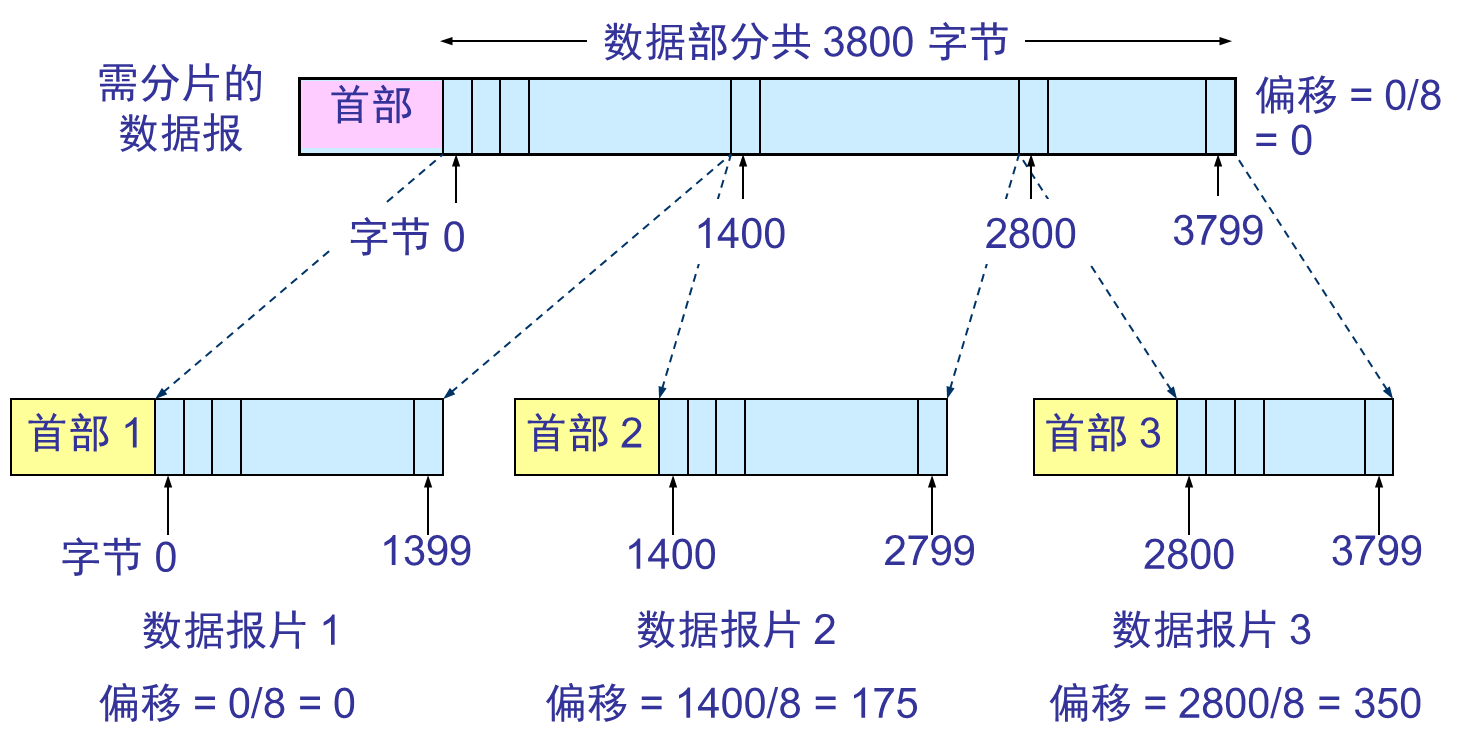 数据部分共 3800 字节
需分片的
数据报
首部
偏移 = 0/8
= 0
字节 0
1400
2800
3799
首部 1
首部 2
首部 3
字节 0
1399
1400
2799
2800
3799
数据报片 1
数据报片 2
数据报片 3
偏移 = 0/8 = 0
偏移 = 1400/8 = 175
偏移 = 2800/8 = 350